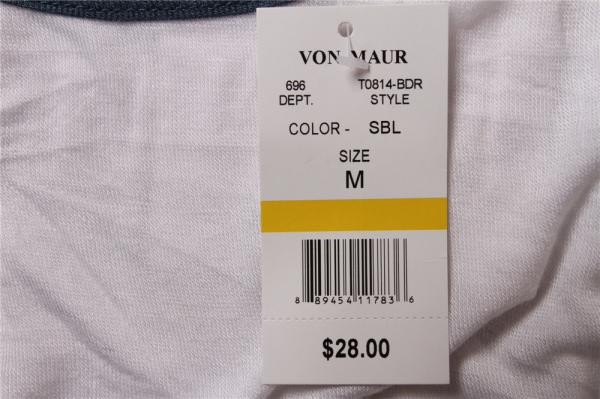 VON MAUR
696 T0814-BDR
DEPT. STYLE
COLOR - SBL
SIZE
M
8 89454 11783 6
$28.00